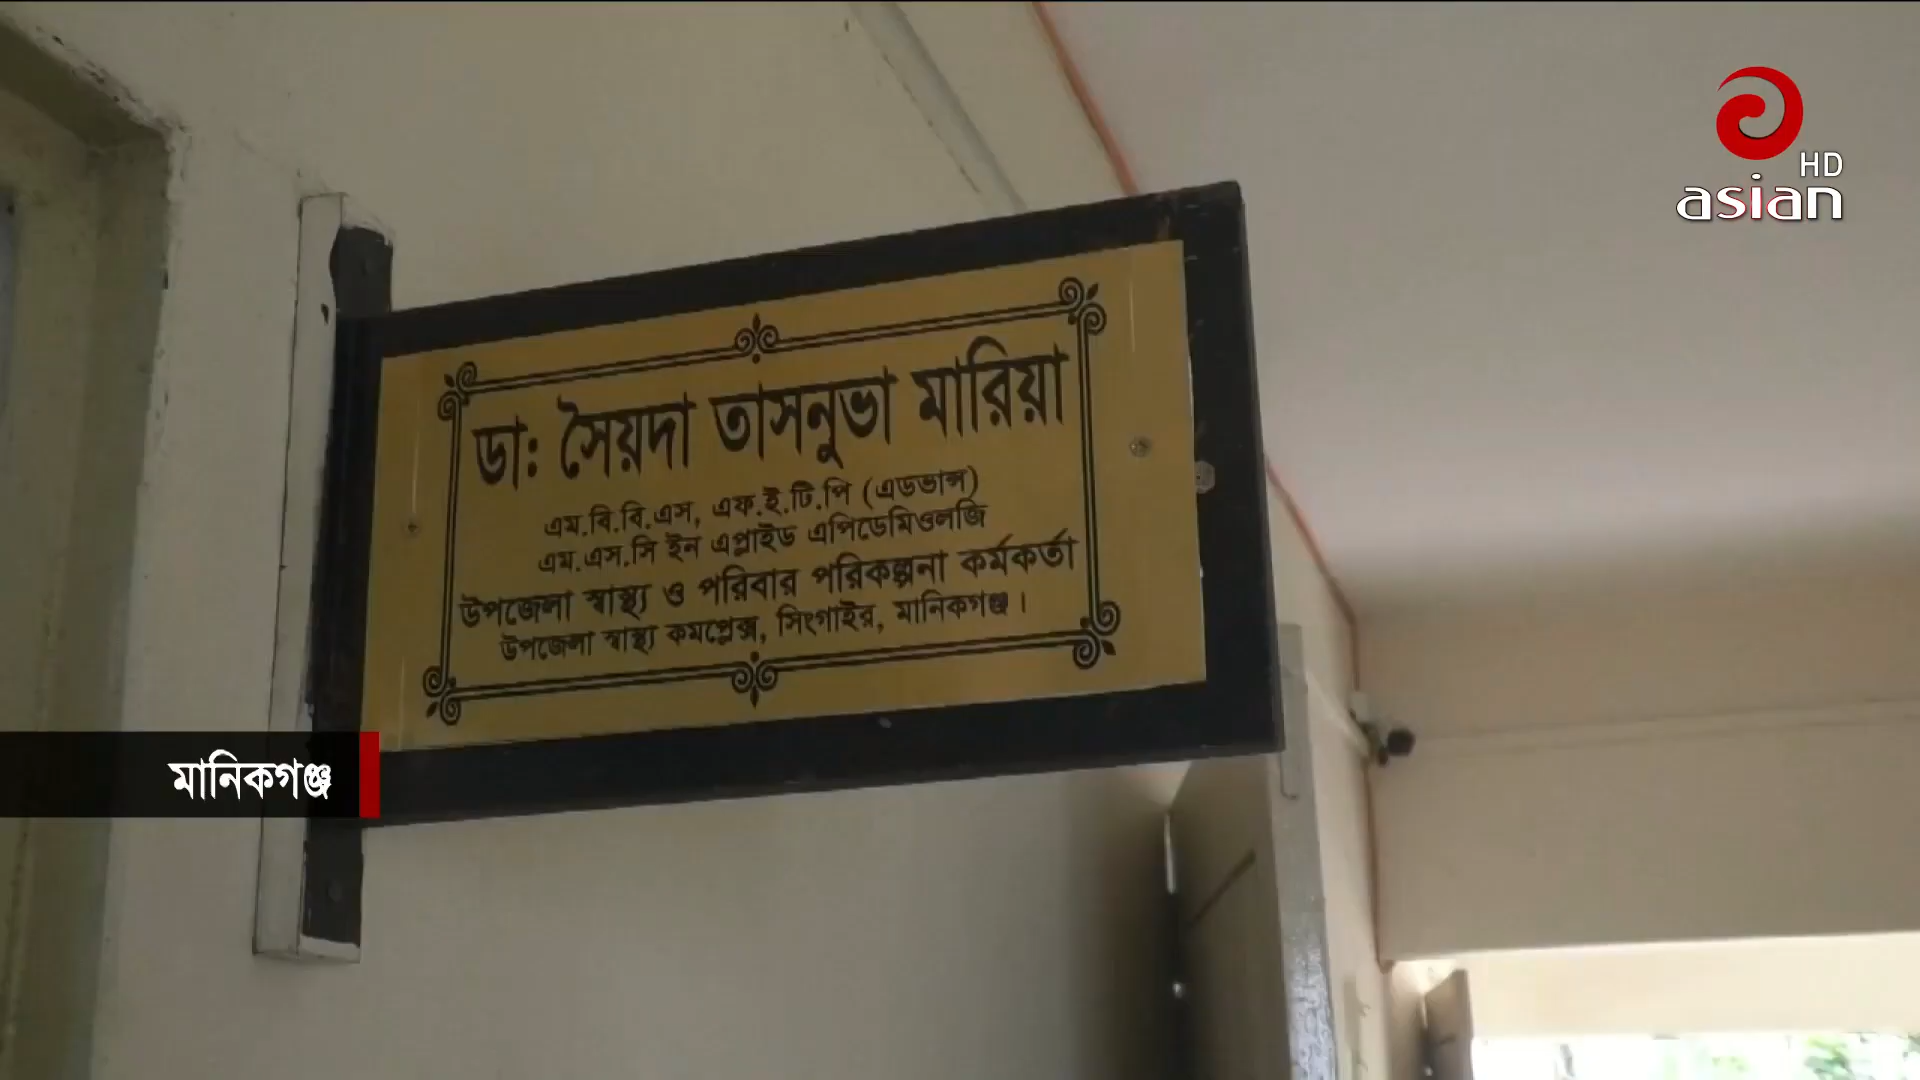 HD
asian
ডা: সৈয়দা তাসনুভা মারিয়া
এম.বি.বি.এস, এফ.ই.টি.পি (এডভান্স)
এম.এস.সি ইন এপ্লাইড এপিডেমিওলজি
উপজেলা স্বাস্থ্য ও পরিবার পরিকল্পনা কর্মকর্তা
উপজেলা স্বাস্থ্য কমপ্লেক্স, সিংগাইর, মানিকগঞ্জ।
মানিকগঞ্জ